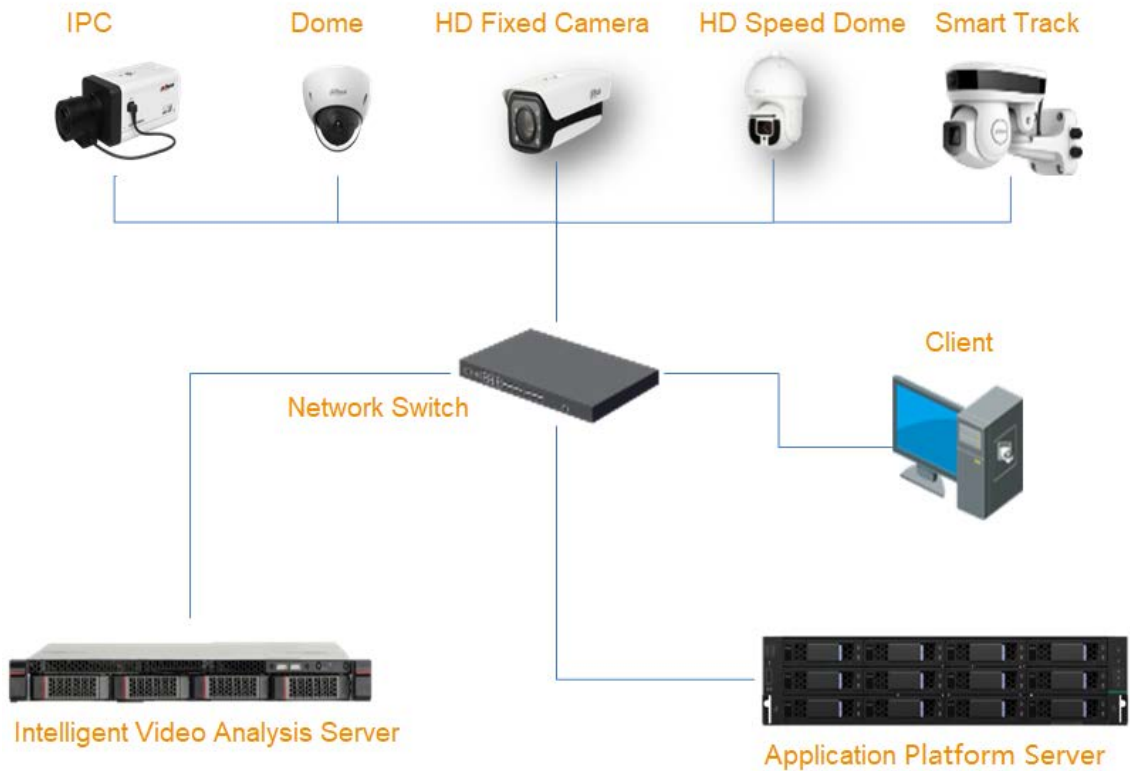 IPC
Dome
HD Fixed Camera
HD Speed Dome
Smart Track
Client
Network Switch
Intelligent Video Analysis Server
Application Platform Server